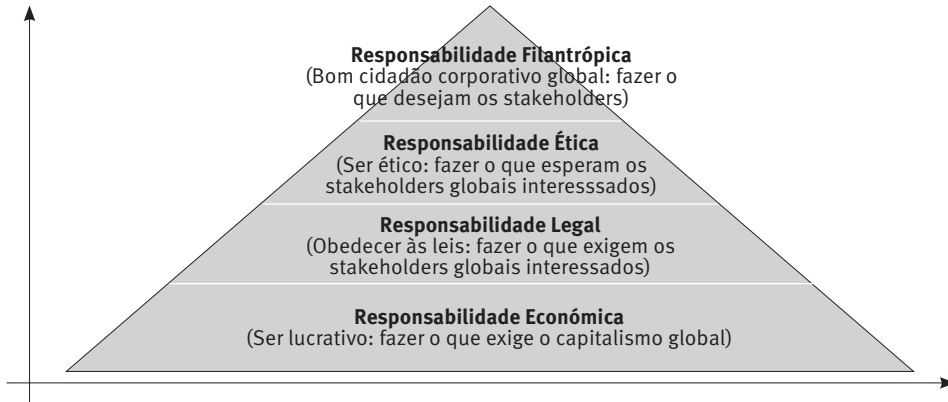 Responsabilidade Filantrópica
(Bom cidadão corporativo global: fazer o
que desejam os stakeholders)
Responsabilidade Ética
(Ser ético: fazer o que esperam os
stakeholders globais interesssados)
Responsabilidade Legal
(Obedecer às leis: fazer o que exigem os
stakeholders globais interessados)
Responsabilidade Económica
(Ser lucrativo: fazer o que exige o capitalismo global)